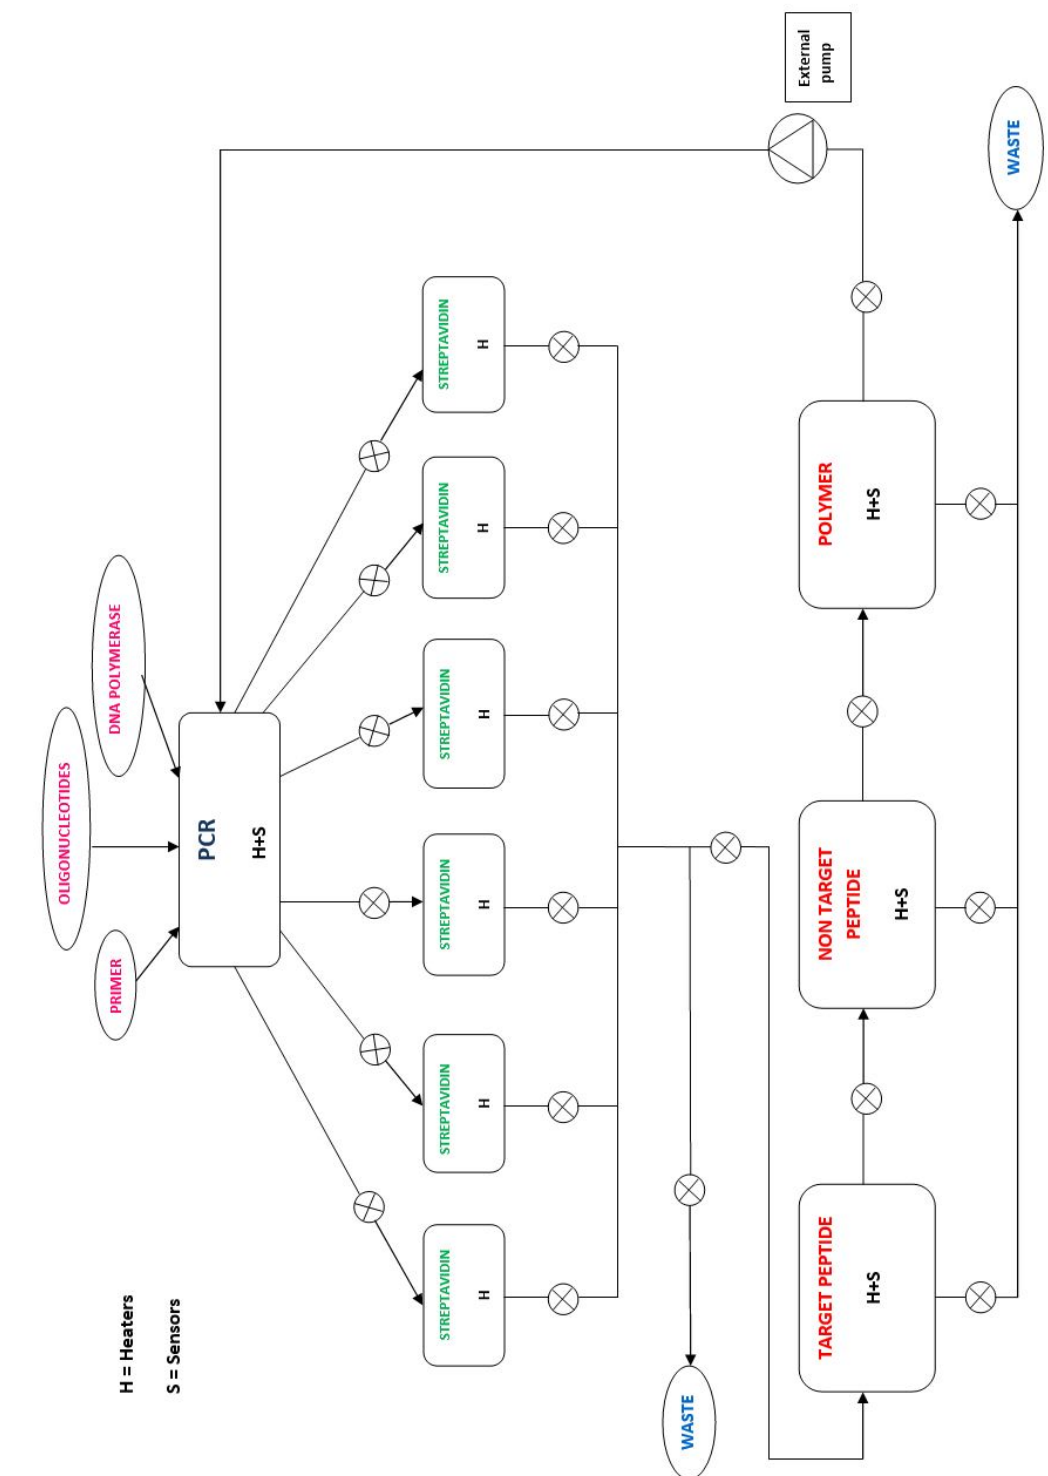 OLIGONUCLEOTIDES
PRIMER
DNA POLYMERASE
H = Heaters
S = Sensors
PCR
H+S
STREPTAVIDIN
H
STREPTAVIDIN
H
STREPTAVIDIN
H
STREPTAVIDIN
H
STREPTAVIDIN
H
STREPTAVIDIN
H
WASTE
TARGET PEPTIDE
H+S
NON TARGET
PEPTIDE
H+S
POLYMER
H+S
External
pump
WASTE